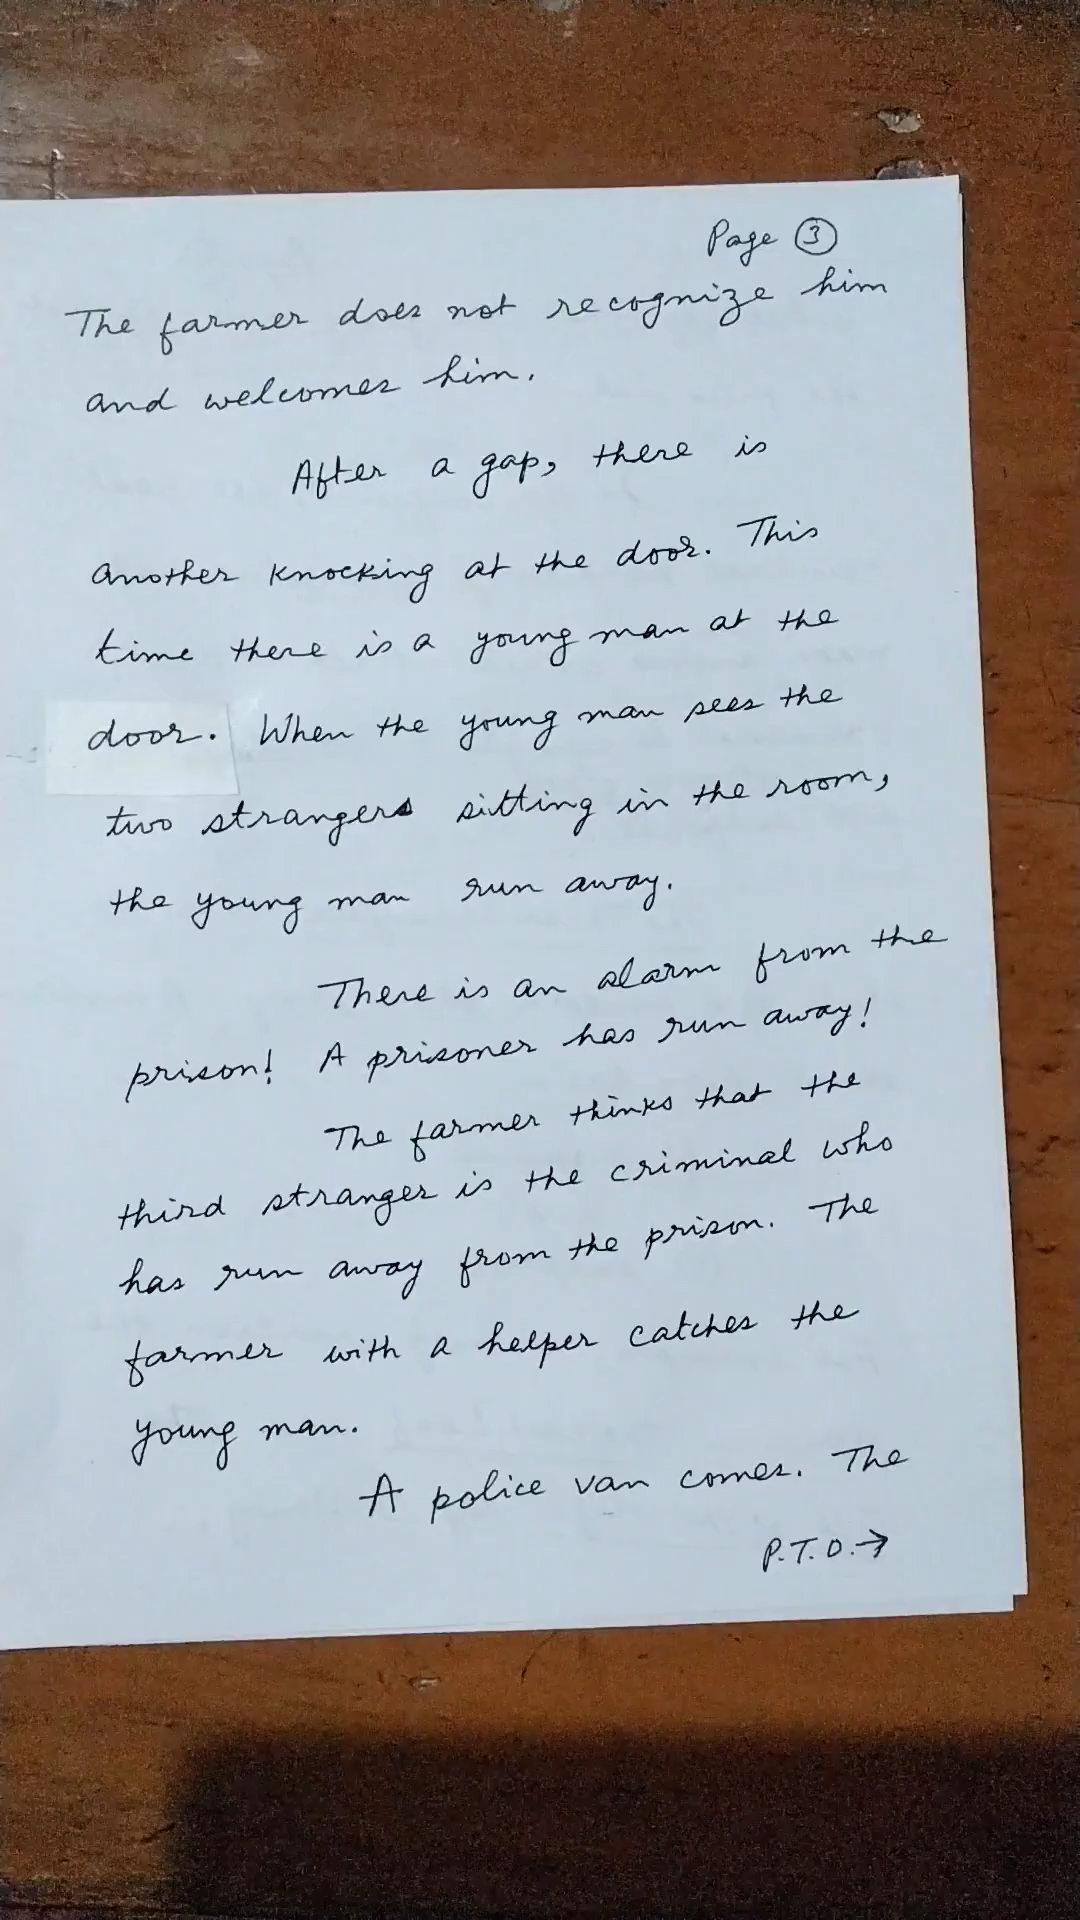 Page 3
The farmer does not recognize him
and welcomes him.
After a gap, there is
another knocking at the door. This
time there is a young man at the
door. When the young man sees the
two strangers sitting in the room,
the young man run away.
There is an alarm from the
prison! A prisoner has run away!
The farmer thinks that the
third stranger is the criminal who
has run away from the prison. The
farmer with a helper catches the
young man.
A police van comes. The
P.T.O.→